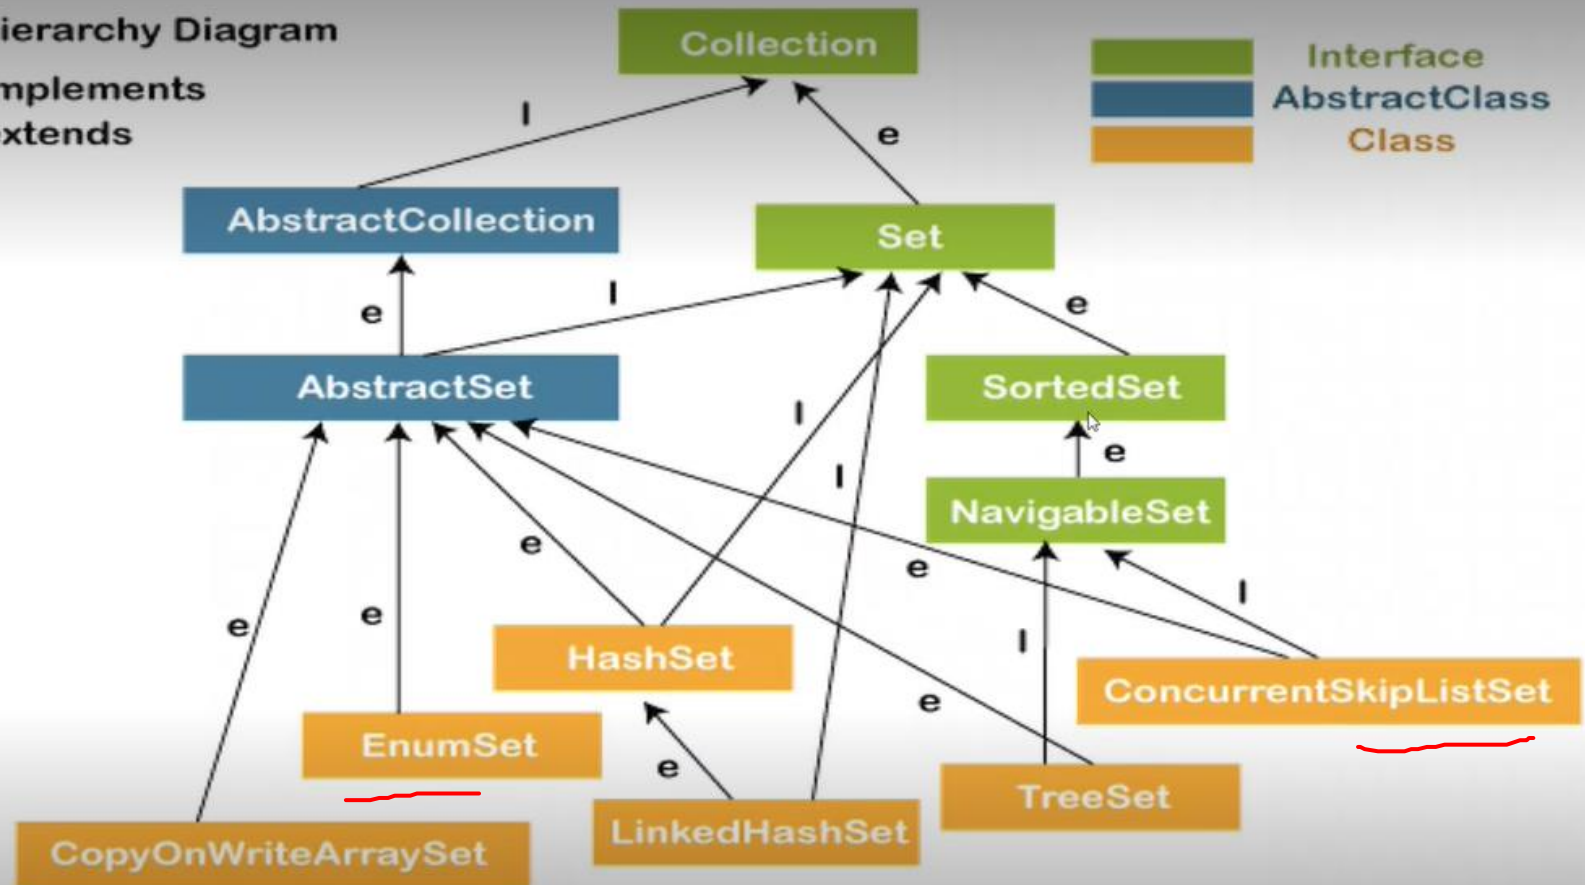 ierarchy Diagram
mplements
xtends
Collection
Interface
AbstractClass
Class
I
e
AbstractCollection
Set
e
I
e
AbstractSet
SortedSet
I
e
I
NavigableSet
e
e
I
e
e
I
HashSet
e
ConcurrentSkipListSet
EnumSet
e
TreeSet
LinkedHashSet
CopyOnWriteArraySet